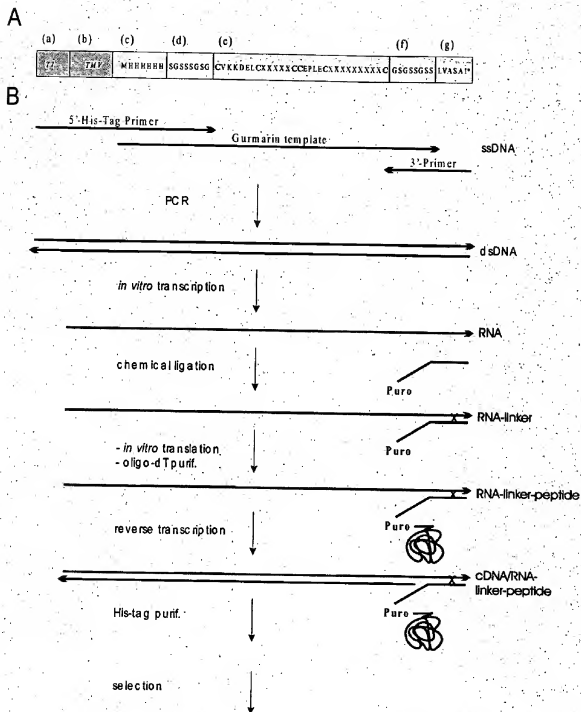 A
(a) (b) (c) (d) (e) (f) (g)
T7 TMV MHHHHHH SGSSSGSG CVKKDELCXXXXXCCEPLECXXXXXXXXXC GSGSSGSS LVASA!*
B
5'-His-Tag Primer
Gurmarin template
ssDNA
3'-Primer
PCR
dsDNA
in vitro transcription
RNA
chemical ligation
Puro
RNA-linker
X
Puro
- in vitro translation
- oligo-dT purif.
RNA-linker-peptide
X
Puro
reverse transcription
cDNA/RNA-
linker-peptide
X
Puro
His-tag purif.
selection